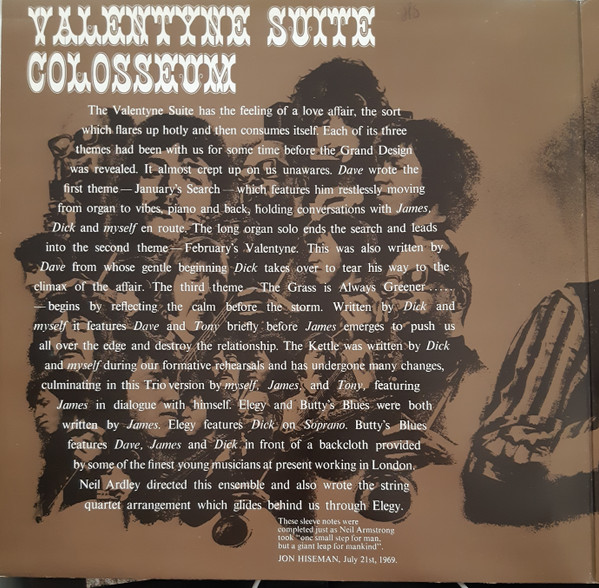 VALENTYNE SUITE
COLOSSEUM
The Valentyne Suite has the feeling of a love affair, the sort
which flares up hotly and then consumes itself. Each of its three
themes had been with us for some time before the Grand Design
was revealed. It almost crept up on us unawares. Dave wrote the
first theme — January's Search — which features him restlessly moving
from organ to vibes, piano and back, holding conversations with James,
Dick and myself en route. The long organ solo ends the search and leads
into the second theme — February's Valentyne. This was also written by
Dave from whose gentle beginning Dick takes over to tear his way to the
climax of the affair. The third theme — The Grass is Always Greener .....
— begins by reflecting the calm before the storm. Written by Dick and
myself it features Dave and Tony briefly before James emerges to push us
all over the edge and destroy the relationship. The Kettle was written by Dick
and myself during our formative rehearsals and has undergone many changes,
culminating in this Trio version by myself, James, and Tony, featuring
James in dialogue with himself. Elegy and Butty's Blues were both
written by James. Elegy features Dick on Soprano. Butty's Blues
features Dave, James and Dick in front of a backcloth provided
by some of the finest young musicians at present working in London.
Neil Ardley directed this ensemble and also wrote the string
quartet arrangement which glides behind us through Elegy.
These sleeve notes were
completed just as Neil Armstrong
took "one small step for man,
but a giant leap for mankind".
JON HISEMAN, July 21st, 1969.